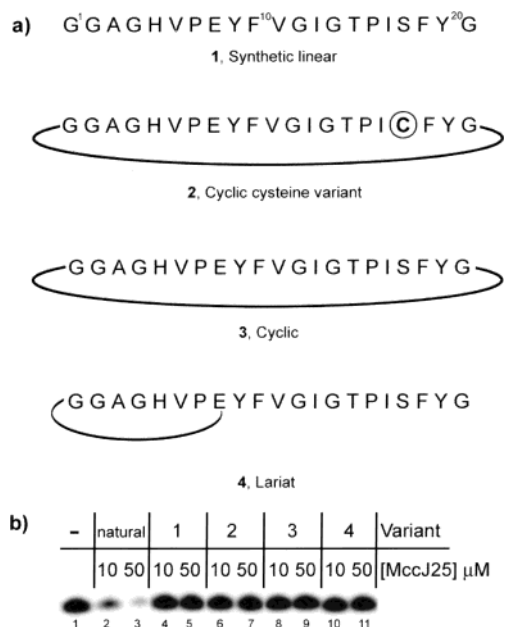 a)
G¹GAGHVPEYF¹⁰VGIGTPISFY²⁰G
1, Synthetic linear
GGAGHVPEYFVGIGTPICFYG
2, Cyclic cysteine variant
GGAGHVPEYFVGIGTPISFYG
3, Cyclic
GGAGHVPEYFVGIGTPISFYG
4, Lariat
b)
– natural 1 2 3 4 Variant
10 50 10 50 10 50 10 50 10 50 [MccJ25] μM
1 2 3 4 5 6 7 8 9 10 11